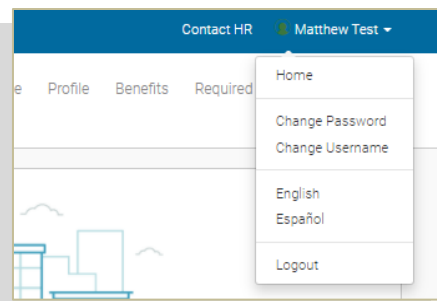 Contact HR Matthew Test
Profile Benefits Required
Home
Change Password
Change Username
English
Español
Logout